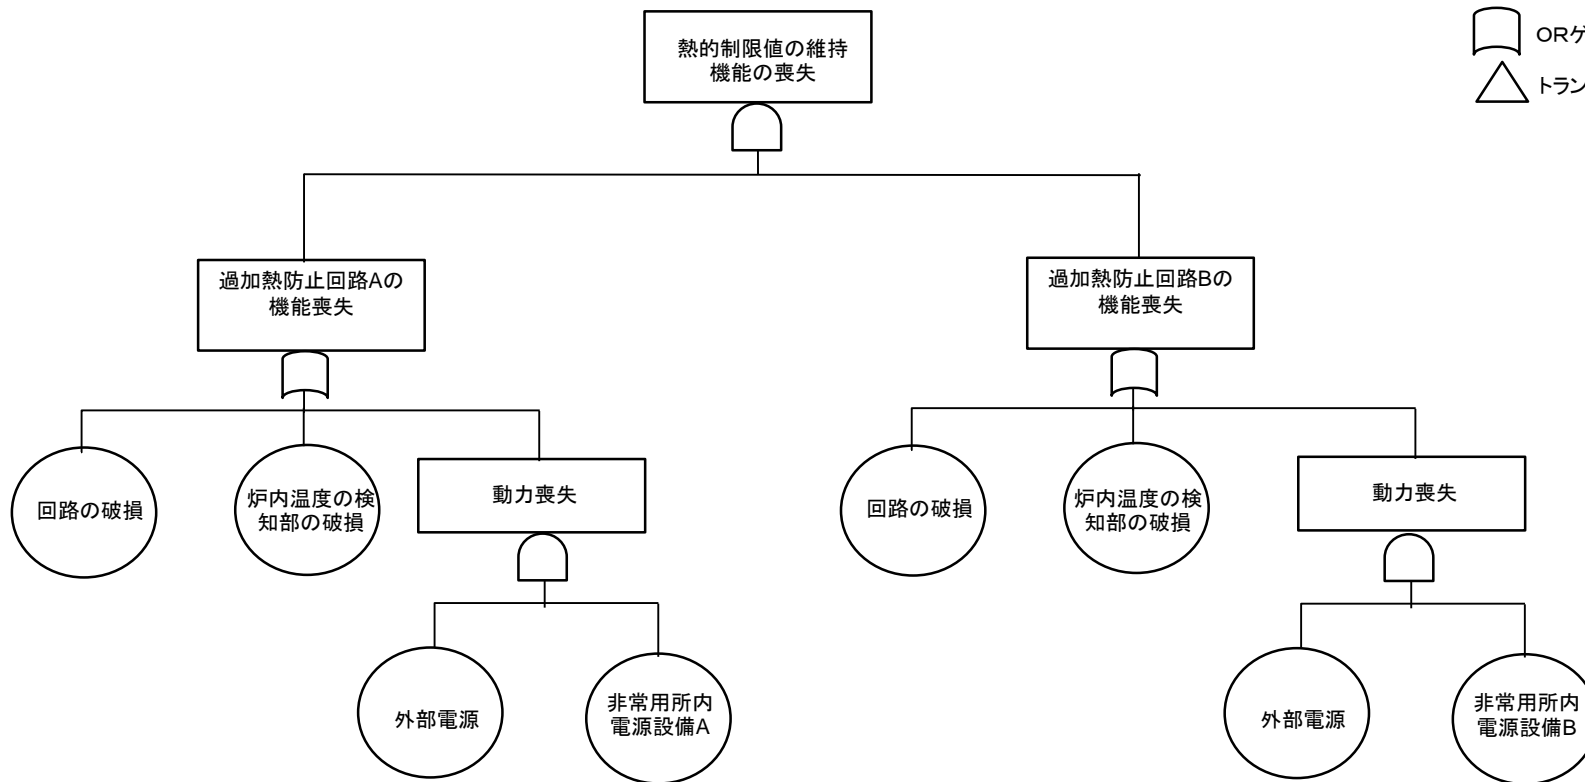 熱的制限値の維持
機能の喪失
ORゲ
トラン
過加熱防止回路Aの
機能喪失
過加熱防止回路Bの
機能喪失
回路の破損
炉内温度の検
知部の破損
動力喪失
回路の破損
炉内温度の検
知部の破損
動力喪失
外部電源
非常用所内
電源設備A
外部電源
非常用所内
電源設備B